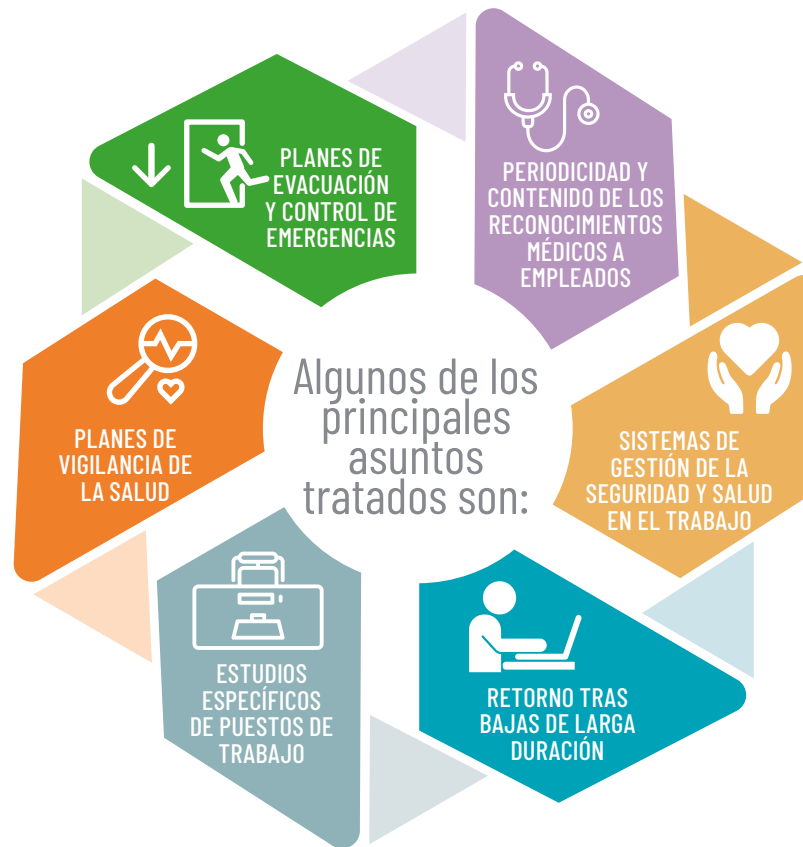 Algunos de los
principales
asuntos
tratados son:
PLANES DE
EVACUACIÓN
Y CONTROL DE
EMERGENCIAS
PERIODICIDAD Y
CONTENIDO DE LOS
RECONOCIMIENTOS
MÉDICOS A
EMPLEADOS
SISTEMAS DE
GESTIÓN DE LA
SEGURIDAD Y SALUD
EN EL TRABAJO
RETORNO TRAS
BAJAS DE LARGA
DURACIÓN
ESTUDIOS
ESPECÍFICOS
DE PUESTOS DE
TRABAJO
PLANES DE
VIGILANCIA DE
LA SALUD